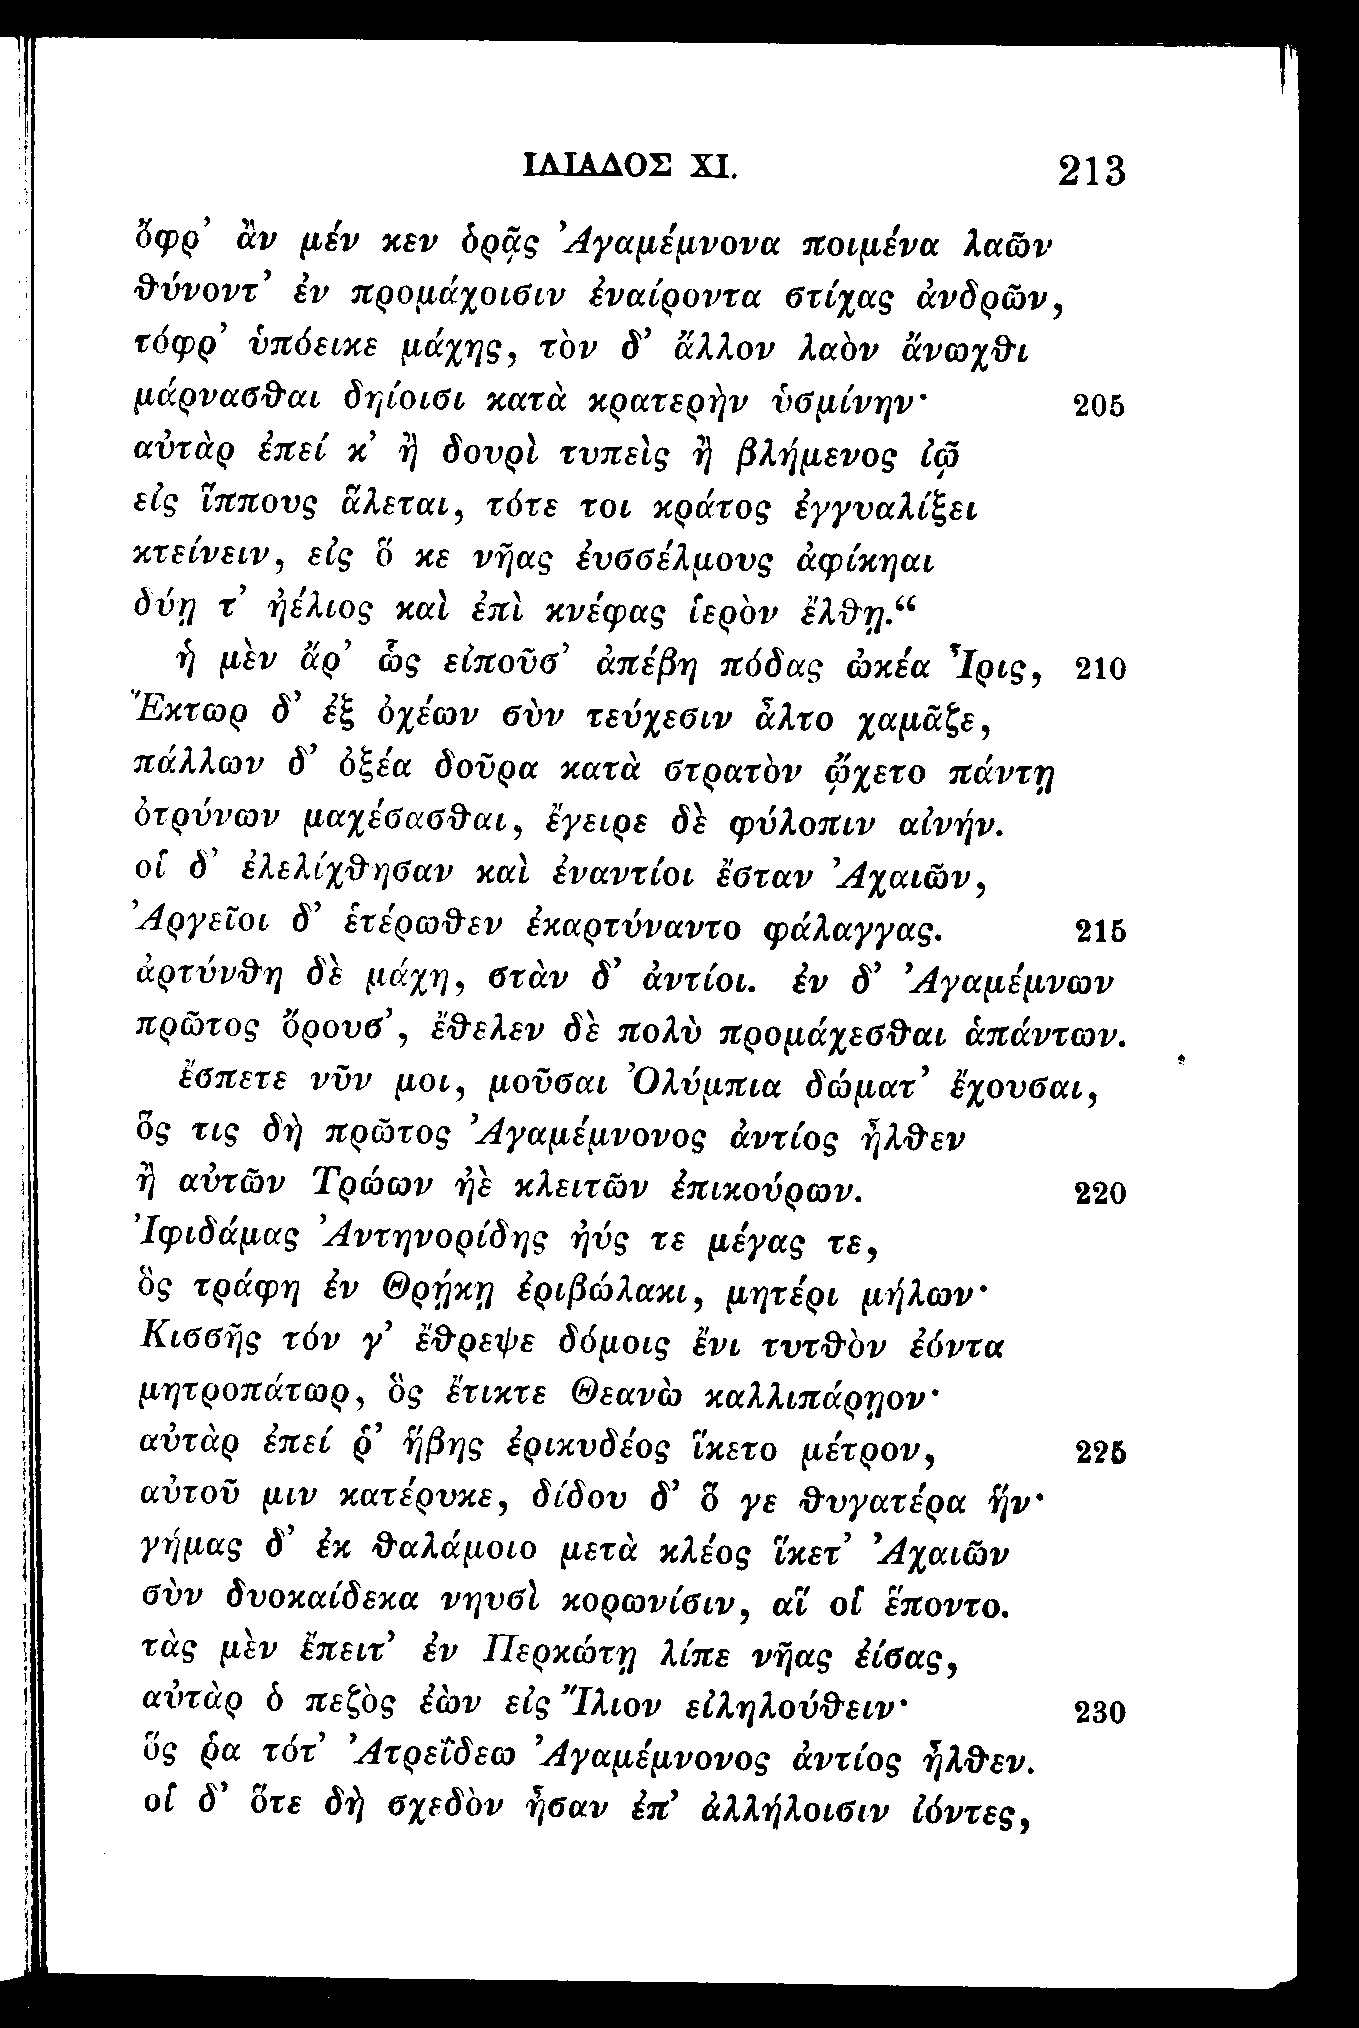 ΙΛΙΑΔΟΣ XI. 213
ὄφρ’ ἂν μέν κεν ὁρᾷς Ἀγαμέμνονα ποιμένα λαῶν
θύνοντ’ ἐν προμάχοισιν ἐναίροντα στίχας ἀνδρῶν,
τόφρ’ ὑπόεικε μάχης, τὸν δ’ ἄλλον λαὸν ἄνωχθι
μάρνασθαι δηίοισι κατὰ κρατερὴν ὑσμίνην· 205
αὐτὰρ ἐπεί κ’ ἢ δουρὶ τυπεὶς ἢ βλήμενος ἰῷ
εἰς ἵππους ἅλεται, τότε τοι κράτος ἐγγυαλίξει
κτείνειν, εἰς ὅ κε νῆας ἐυσσέλμους ἀφίκηαι
δύῃ τ’ ἠέλιος καὶ ἐπὶ κνέφας ἱερὸν ἔλθῃ.“
ἡ μὲν ἄρ’ ὣς εἰποῦσ’ ἀπέβη πόδας ὠκέα Ἶρις, 210
Ἕκτωρ δ’ ἐξ ὀχέων σὺν τεύχεσιν ἆλτο χαμᾶζε,
πάλλων δ’ ὀξέα δοῦρα κατὰ στρατὸν ᾤχετο πάντῃ
ὀτρύνων μαχέσασθαι, ἔγειρε δὲ φύλοπιν αἰνήν.
οἳ δ’ ἐλελίχθησαν καὶ ἐναντίοι ἔσταν Ἀχαιῶν,
Ἀργεῖοι δ’ ἑτέρωθεν ἐκαρτύναντο φάλαγγας. 215
ἀρτύνθη δὲ μάχη, στὰν δ’ ἀντίοι. ἐν δ’ Ἀγαμέμνων
πρῶτος ὄρουσ’, ἔθελεν δὲ πολὺ προμάχεσθαι ἁπάντων.
ἔσπετε νῦν μοι, μοῦσαι Ὀλύμπια δώματ’ ἔχουσαι,
ὅς τις δὴ πρῶτος Ἀγαμέμνονος ἀντίος ἦλθεν
ἢ αὐτῶν Τρώων ἠὲ κλειτῶν ἐπικούρων. 220
Ἰφιδάμας Ἀντηνορίδης ἠύς τε μέγας τε,
ὃς τράφη ἐν Θρῄκῃ ἐριβώλακι, μητέρι μήλων·
Κισσῆς τόν γ’ ἔθρεψε δόμοις ἔνι τυτθὸν ἐόντα
μητροπάτωρ, ὃς ἔτικτε Θεανὼ καλλιπάρῃον·
αὐτὰρ ἐπεί ῥ’ ἥβης ἐρικυδέος ἵκετο μέτρον, 225
αὐτοῦ μιν κατέρυκε, δίδου δ’ ὅ γε θυγατέρα ἥν·
γήμας δ’ ἐκ θαλάμοιο μετὰ κλέος ἵκετ’ Ἀχαιῶν
σὺν δυοκαίδεκα νηυσὶ κορωνίσιν, αἵ οἱ ἕποντο.
τὰς μὲν ἔπειτ’ ἐν Περκώτῃ λίπε νῆας ἐίσας,
αὐτὰρ ὁ πεζὸς ἐὼν εἰς Ἴλιον εἰληλούθειν· 230
ὅς ῥα τότ’ Ἀτρεΐδεω Ἀγαμέμνονος ἀντίος ἦλθεν.
οἳ δ’ ὅτε δὴ σχεδὸν ἦσαν ἐπ’ ἀλλήλοισιν ἰόντες,